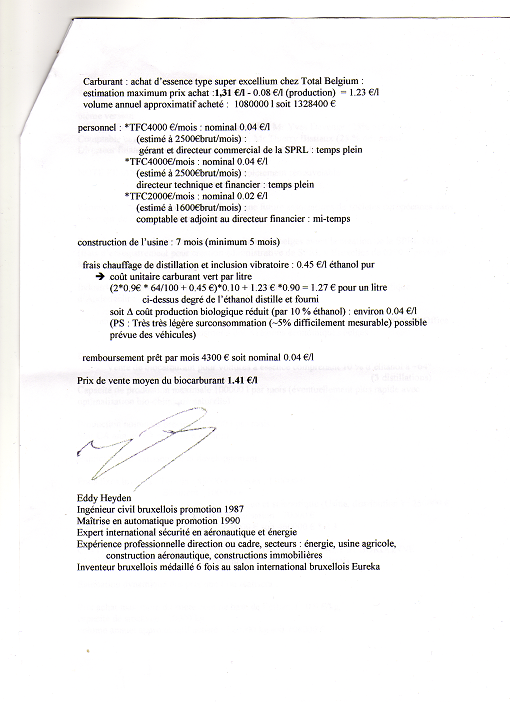 Carburant : achat d'essence type super excellium chez Total Belgium :
estimation maximum prix achat :1,31 €/l - 0.08 €/l (production) = 1.23 €/l
volume annuel approximatif acheté : 1080000 l soit 1328400 €
personnel : *TFC4000 €/mois : nominal 0.04 €/l
(estimé à 2500€brut/mois) :
gérant et directeur commercial de la SPRL : temps plein
*TFC4000€/mois : nominal 0.04 €/l
(estimé à 2500€brut/mois) :
directeur technique et financier : temps plein
*TFC2000€/mois : nominal 0.02 €/l
(estimé à 1600€brut/mois) :
comptable et adjoint au directeur financier : mi-temps
construction de l'usine : 7 mois (minimum 5 mois)
frais chauffage de distillation et inclusion vibratoire : 0.45 €/l éthanol pur
➔ coût unitaire carburant vert par litre
(2*0.9€ * 64/100 + 0.45 €)*0.10 + 1.23 € *0.90 = 1.27 € pour un litre
ci-dessus degré de l'éthanol distille et fourni
soit Δ coût production biologique réduit (par 10 % éthanol) : environ 0.04 €/l
(PS : Très très légère surconsommation (~5% difficilement mesurable) possible
prévue des véhicules)
remboursement prêt par mois 4300 € soit nominal 0.04 €/l
Prix de vente moyen du biocarburant 1.41 €/l
Eddy Heyden
Ingénieur civil bruxellois promotion 1987
Maîtrise en automatique promotion 1990
Expert international sécurité en aéronautique et énergie
Expérience professionnelle direction ou cadre, secteurs : énergie, usine agricole,
construction aéronautique, constructions immobilières
Inventeur bruxellois médaillé 6 fois au salon international bruxellois Eureka